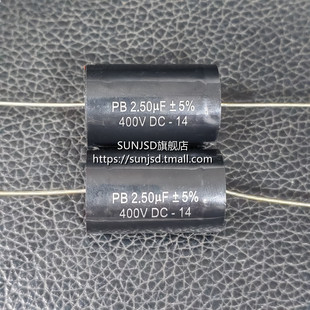 PB 2.50µF ± 5%
400V DC - 14
SUNJSD旗舰店
https://sunjsd.tmall.com
PB 2.50µF ± 5%
400V DC - 14